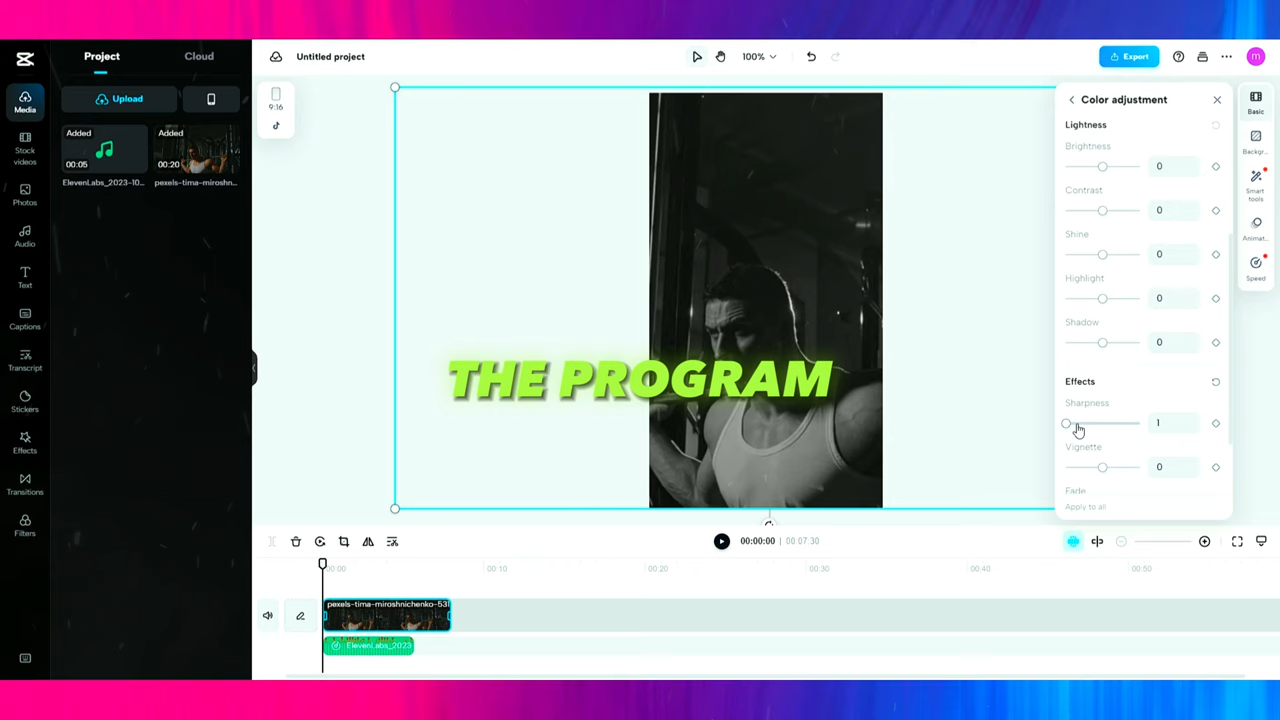 Project
Cloud
Untitled project
100%
Export
m
Media
Upload
9:16
Color adjustment
Basic
Added
00:05
Added
00:20
ElevenLabs_2023-10...
pexels-tima-miroshn...
Stock videos
Photos
Audio
Text
Captions
Transcript
Stickers
Effects
Transitions
Filters
Lightness
Brightness
0
Contrast
0
Shine
0
Highlight
0
Shadow
0
Effects
Sharpness
1
Vignette
0
Fade
Apply to all
Backgr...
Smart tools
Animat...
Speed
THE PROGRAM
00:00:00 | 00:07:30
00:00
00:10
00:20
00:30
00:40
00:50
pexels-tima-miroshnichenko-53
ElevenLabs_2023